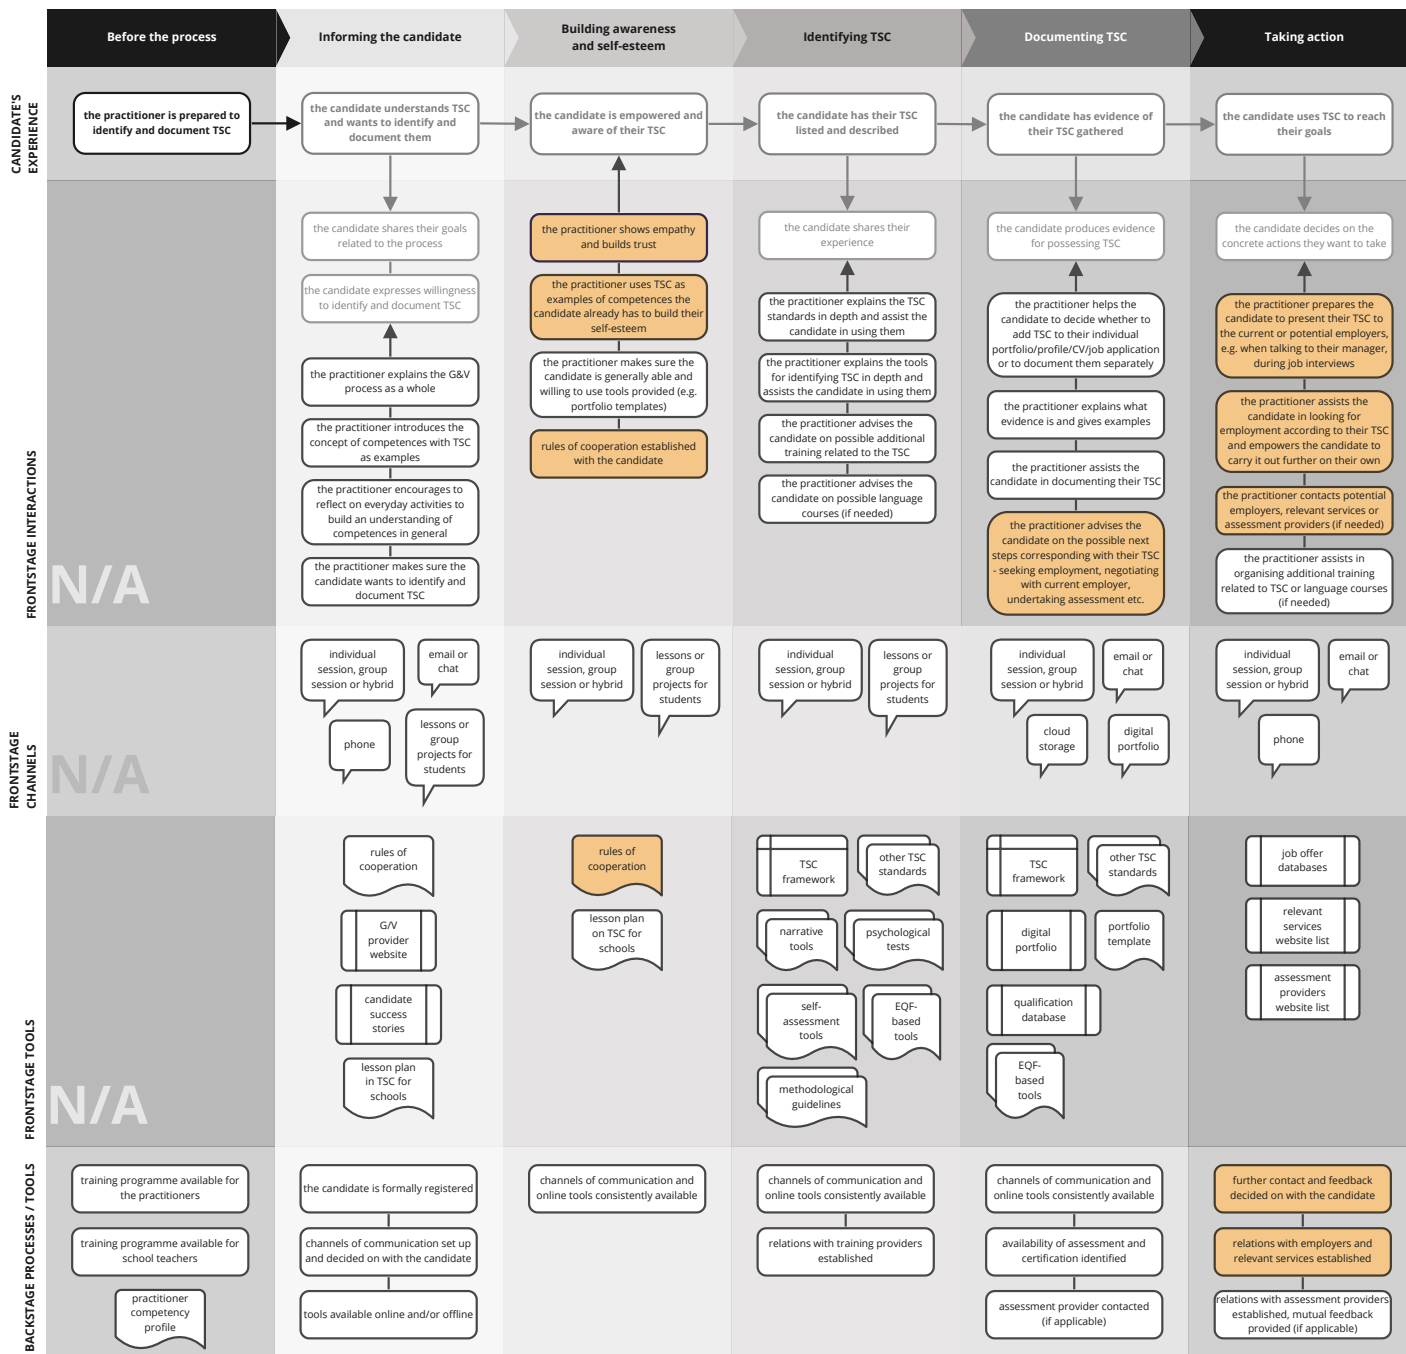 Before the process
Informing the candidate
Building awareness
and self-esteem
Identifying TSC
Documenting TSC
Taking action
CANDIDATE'S
EXPERIENCE
the practitioner is prepared to
identify and document TSC
the candidate understands TSC
and wants to identify and
document them
the candidate is empowered and
aware of their TSC
the candidate has their TSC
listed and described
the candidate has evidence of
their TSC gathered
the candidate uses TSC to reach
their goals
FRONTSTAGE INTERACTIONS
N/A
the candidate shares their goals
related to the process
the candidate expresses willingness
to identify and document TSC
the practitioner explains the G&V
process as a whole
the practitioner introduces the
concept of competences with TSC
as examples
the practitioner encourages to
reflect on everyday activities to
build an understanding of
competences in general
the practitioner makes sure the
candidate wants to identify and
document TSC
the practitioner shows empathy
and builds trust
the practitioner uses TSC as
examples of competences the
candidate already has to build their
self-esteem
the practitioner makes sure the
candidate is generally able and
willing to use tools provided (e.g.
portfolio templates)
rules of cooperation established
with the candidate
the candidate shares their
experience
the practitioner explains the TSC
standards in depth and assist the
candidate in using them
the practitioner explains the tools
for identifying TSC in depth and
assists the candidate in using them
the practitioner advises the
candidate on possible additional
training related to the TSC
the practitioner advises the
candidate on possible language
courses (if needed)
the candidate produces evidence
for possessing TSC
the practitioner helps the
candidate to decide whether to
add TSC to their individual
portfolio/profile/CV/job application
or to document them separately
the practitioner explains what
evidence is and gives examples
the practitioner assists the
candidate in documenting their TSC
the practitioner advises the
candidate on the possible next
steps corresponding with their TSC
- seeking employment, negotiating
with current employer,
undertaking assessment etc.
the candidate decides on the
concrete actions they want to take
the practitioner prepares the
candidate to present their TSC to
the current or potential employers,
e.g. when talking to their manager,
during job interviews
the practitioner assists the
candidate in looking for
employment according to their TSC
and empowers the candidate to
carry it out further on their own
the practitioner contacts potential
employers, relevant services or
assessment providers (if needed)
the practitioner assists in
organising additional training
related to TSC or language courses
(if needed)
FRONTSTAGE
CHANNELS
N/A
individual
session, group
session or hybrid
email or
chat
phone
lessons or
group
projects for
students
individual
session, group
session or hybrid
lessons or
group
projects for
students
individual
session, group
session or hybrid
lessons or
group
projects for
students
individual
session, group
session or hybrid
email or
chat
cloud
storage
digital
portfolio
individual
session, group
session or hybrid
email or
chat
phone
FRONTSTAGE TOOLS
N/A
rules of
cooperation
G/V
provider
website
candidate
success
stories
lesson plan
in TSC for
schools
rules of
cooperation
lesson plan
on TSC for
schools
TSC
framework
other TSC
standards
narrative
tools
psychological
tests
self-
assessment
tools
EQF-
based
tools
methodological
guidelines
TSC
framework
other TSC
standards
digital
portfolio
portfolio
template
qualification
database
EQF-
based
tools
job offer
databases
relevant
services
website list
assessment
providers
website list
BACKSTAGE PROCESSES / TOOLS
training programme available for
the practitioners
training programme available for
school teachers
practitioner
competency
profile
the candidate is formally registered
channels of communication set up
and decided on with the candidate
tools available online and/or offline
channels of communication and
online tools consistently available
channels of communication and
online tools consistently available
relations with training providers
established
channels of communication and
online tools consistently available
availability of assessment and
certification identified
assessment provider contacted
(if applicable)
further contact and feedback
decided on with the candidate
relations with employers and
relevant services established
relations with assessment providers
established, mutual feedback
provided (if applicable)